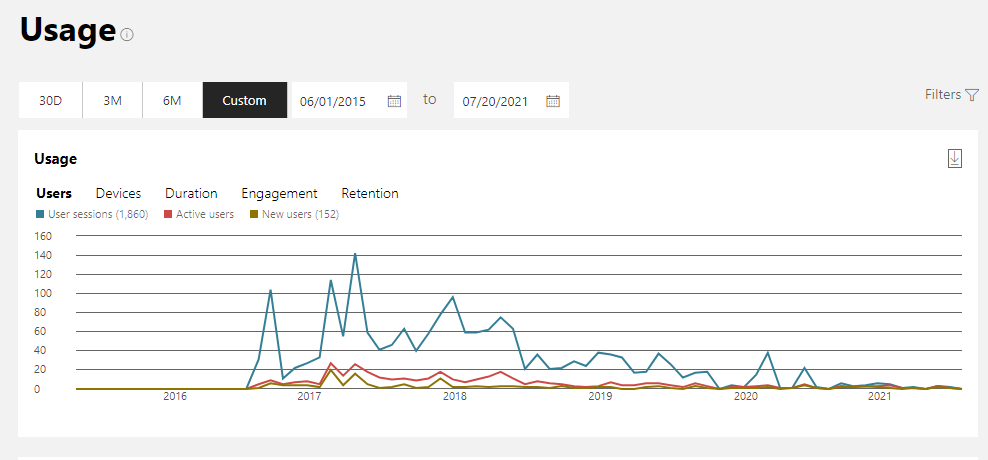 Usage
30D 3M 6M Custom 06/01/2015 to 07/20/2021 Filters
Usage
Users Devices Duration Engagement Retention
User sessions (1,860) Active users New users (152)
160
140
120
100
80
60
40
20
0
2016 2017 2018 2019 2020 2021